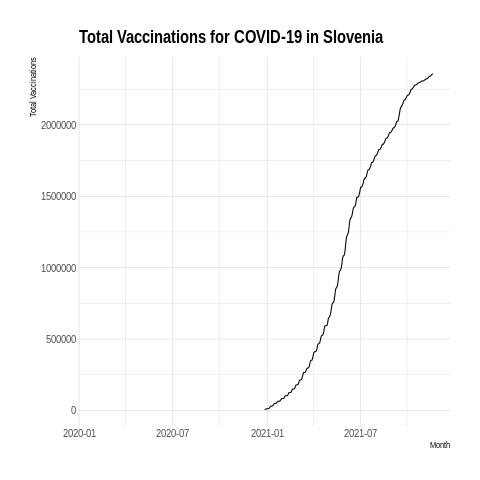 Total Vaccinations for COVID-19 in Slovenia
Total Vaccinations
2000000
1500000
1000000
500000
0
2020-01 2020-07 2021-01 2021-07
Month